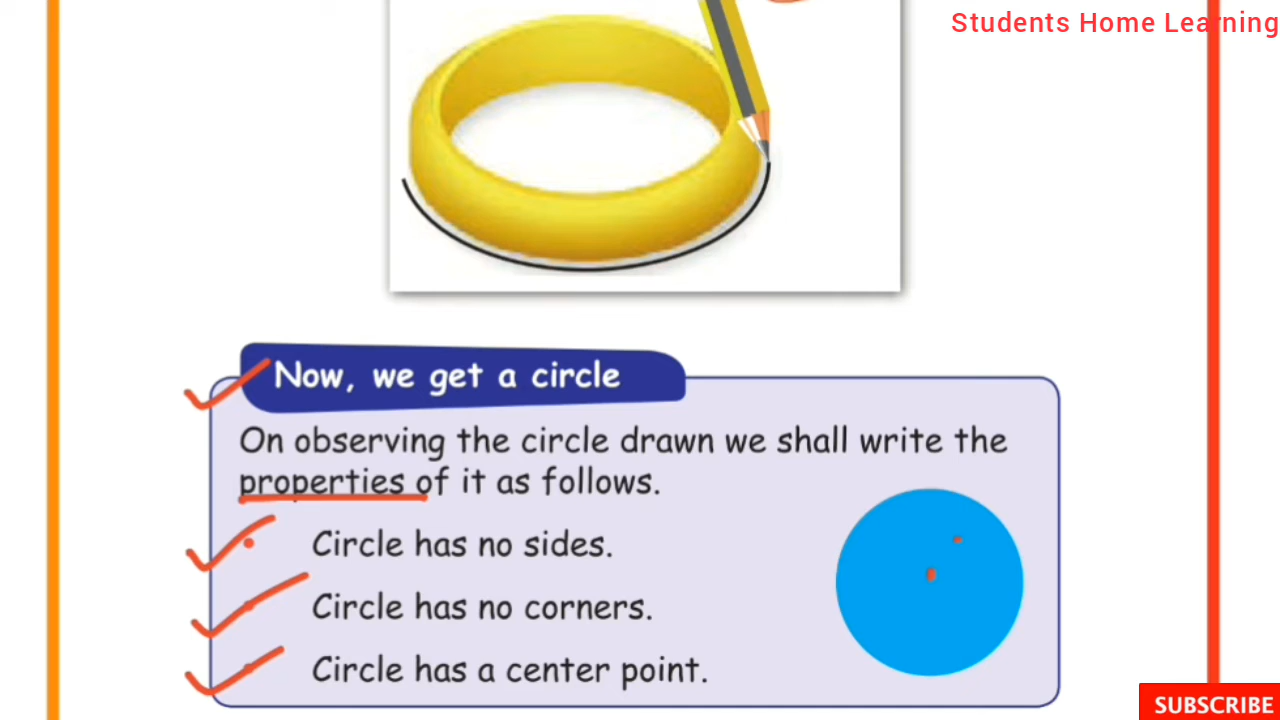 Students Home Learning
Now, we get a circle
On observing the circle drawn we shall write the
properties of it as follows.
Circle has no sides.
Circle has no corners.
Circle has a center point.
SUBSCRIBE